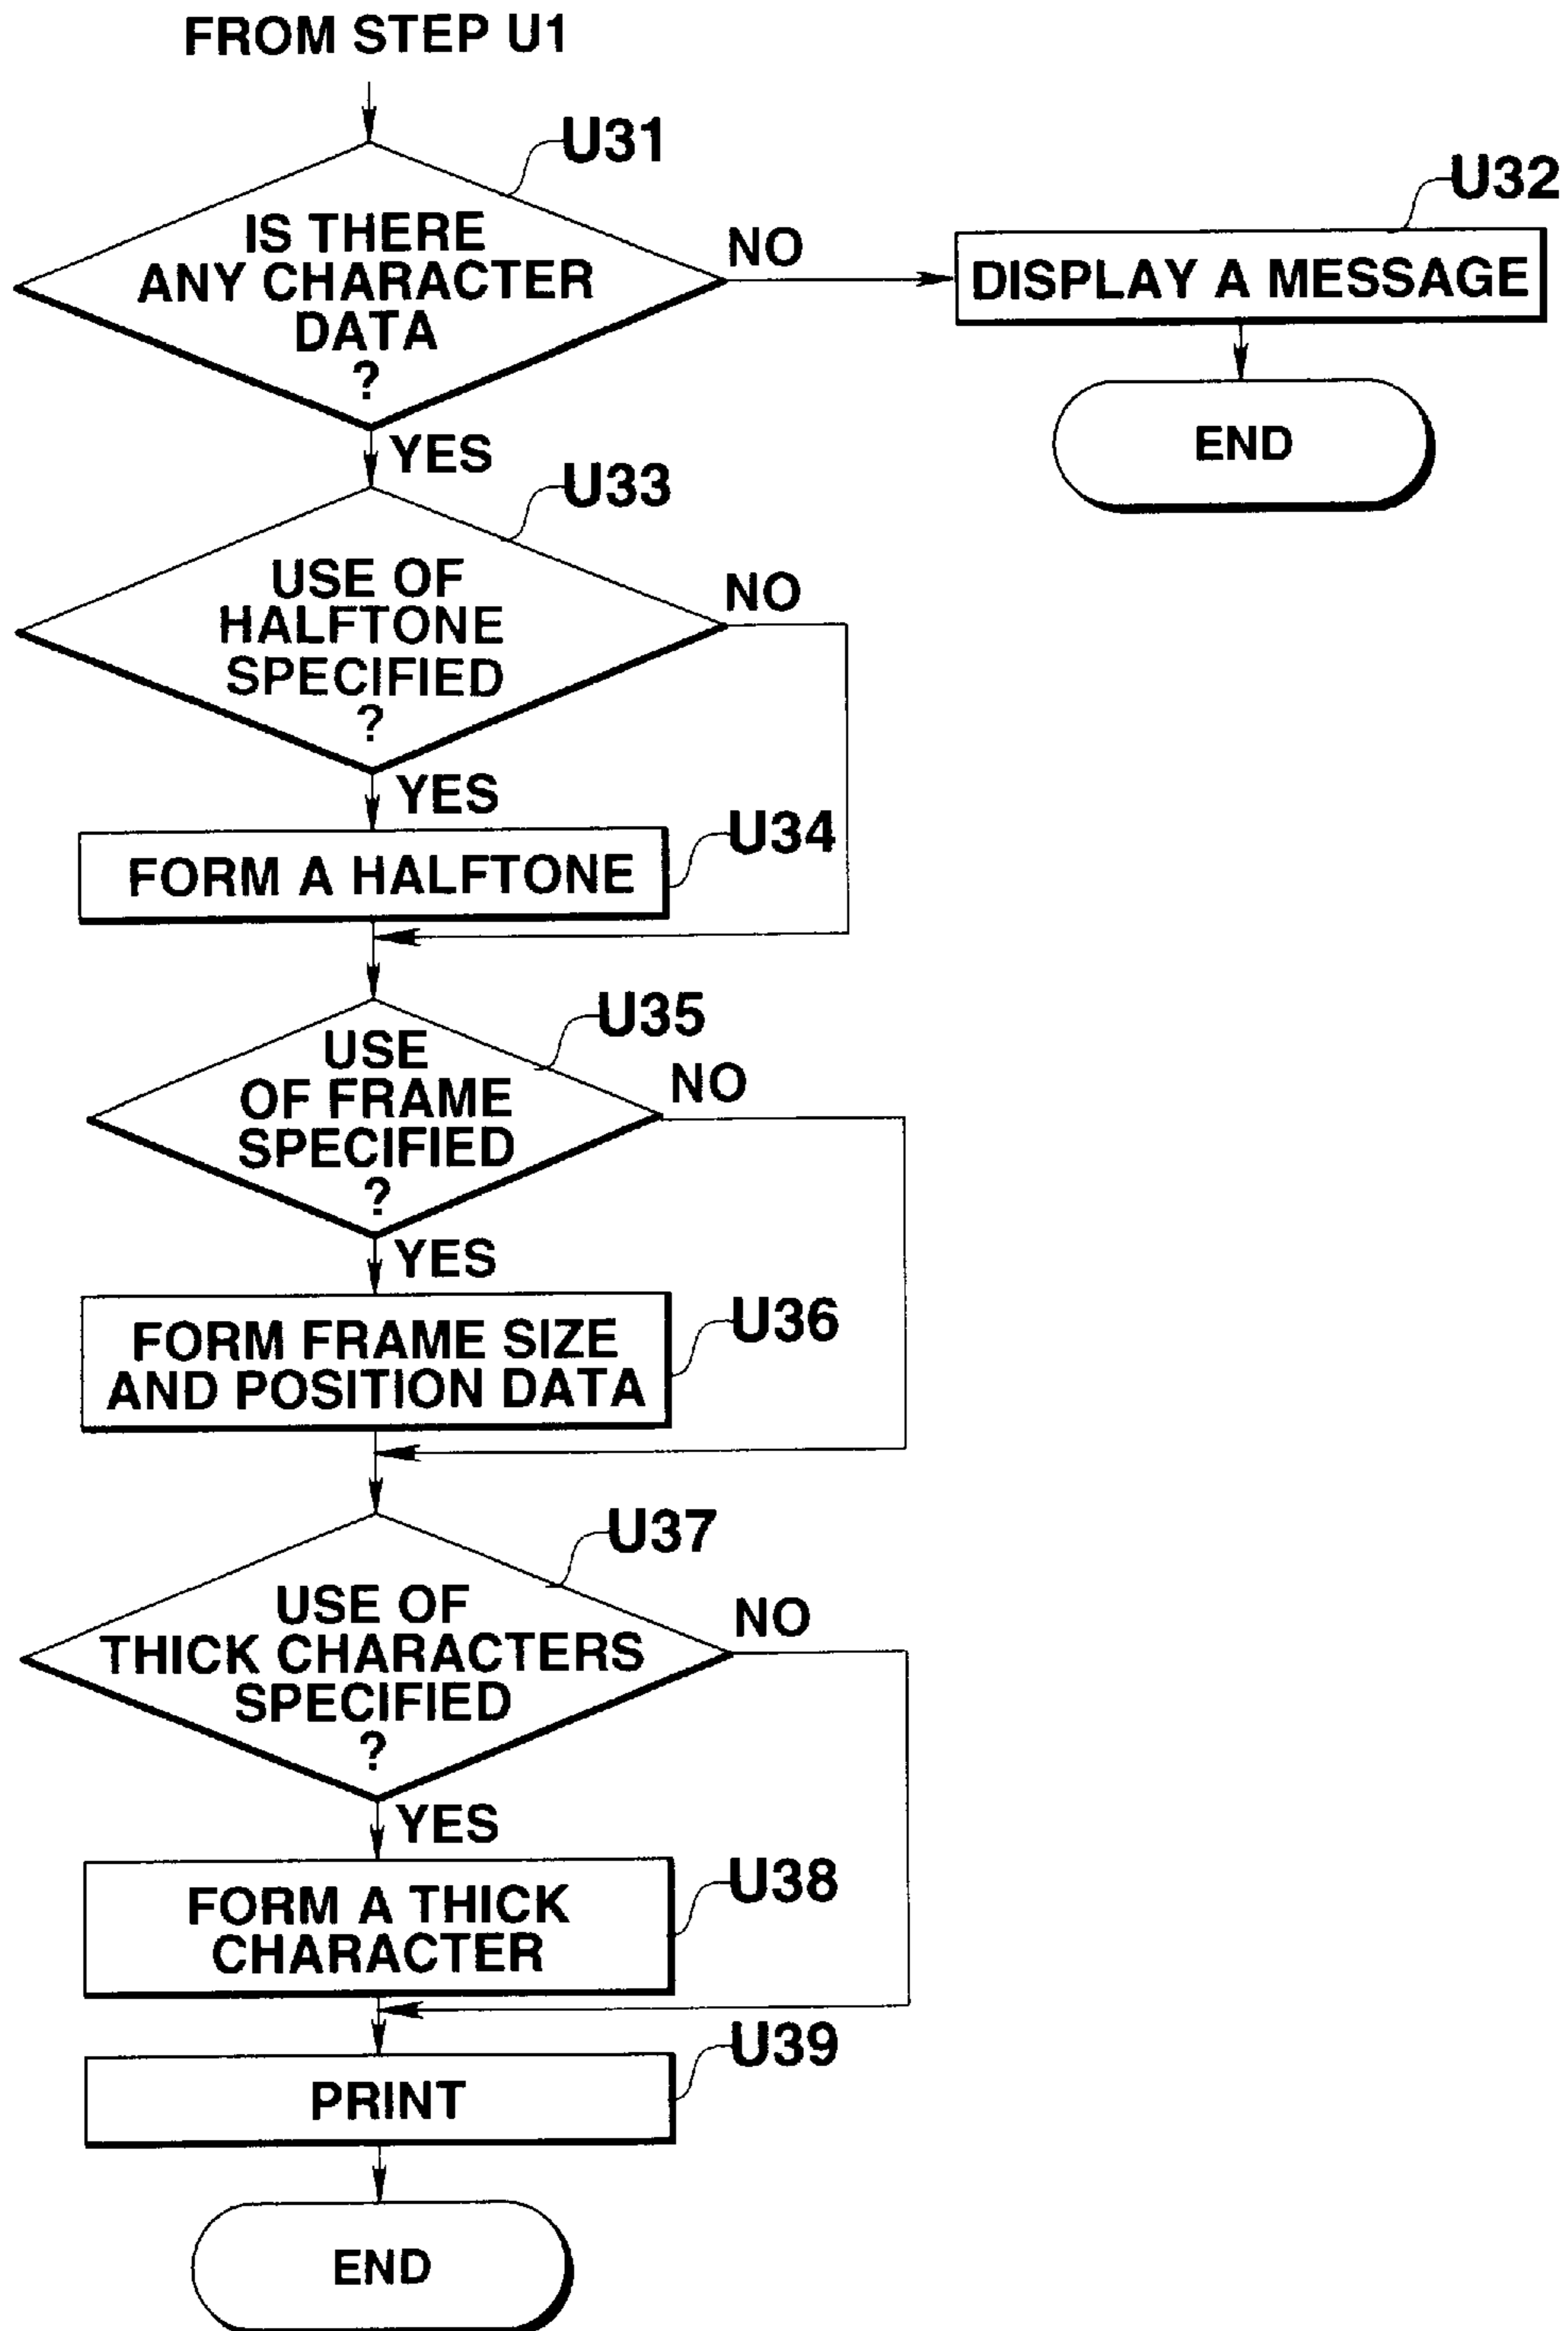 FROM STEP U1
U31
IS THERE
ANY CHARACTER
DATA
?
NO
U32
DISPLAY A MESSAGE
END
YES
U33
USE OF
HALFTONE
SPECIFIED
?
NO
YES
U34
FORM A HALFTONE
U35
USE
OF FRAME
SPECIFIED
?
NO
YES
U36
FORM FRAME SIZE
AND POSITION DATA
U37
USE OF
THICK CHARACTERS
SPECIFIED
?
NO
YES
U38
FORM A THICK
CHARACTER
U39
PRINT
END